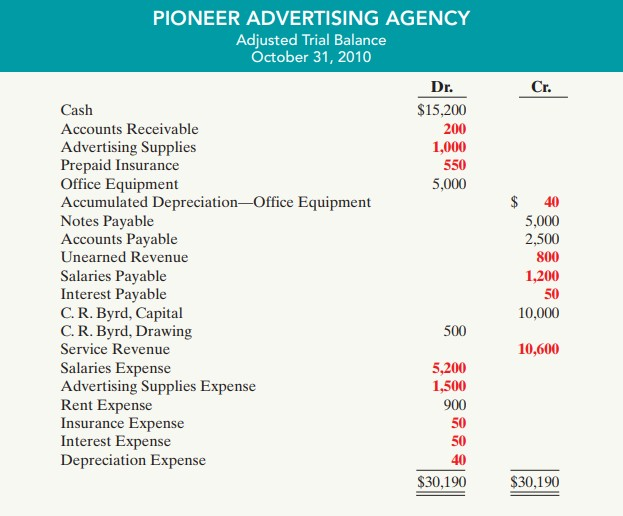 PIONEER ADVERTISING AGENCY
Adjusted Trial Balance
October 31, 2010
Dr. Cr.
Cash $15,200
Accounts Receivable 200
Advertising Supplies 1,000
Prepaid Insurance 550
Office Equipment 5,000
Accumulated Depreciation—Office Equipment $ 40
Notes Payable 5,000
Accounts Payable 2,500
Unearned Revenue 800
Salaries Payable 1,200
Interest Payable 50
C. R. Byrd, Capital 10,000
C. R. Byrd, Drawing 500
Service Revenue 10,600
Salaries Expense 5,200
Advertising Supplies Expense 1,500
Rent Expense 900
Insurance Expense 50
Interest Expense 50
Depreciation Expense 40
$30,190 $30,190